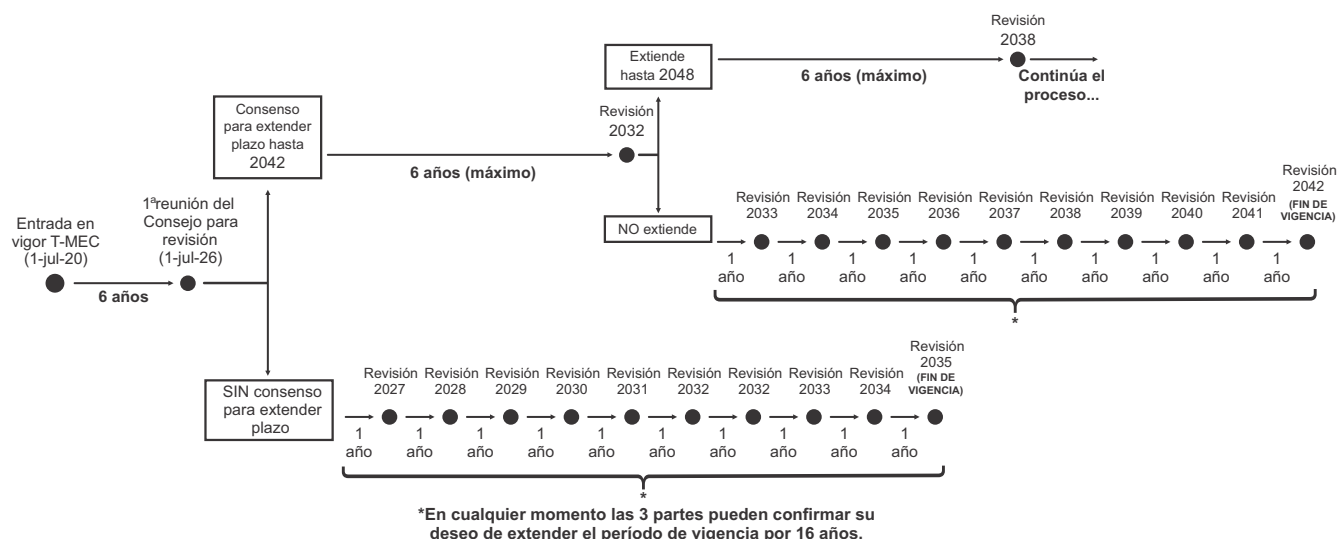 Entrada en
vigor T-MEC
(1-jul-20)
6 años
1ªreunión del
Consejo para
revisión
(1-jul-26)
Consenso
para extender
plazo hasta
2042
6 años (máximo)
Revisión
2032
Extiende
hasta 2048
6 años (máximo)
Revisión
2038
Continúa el
proceso...
NO extiende
Revisión
2033
Revisión
2034
Revisión
2035
Revisión
2036
Revisión
2037
Revisión
2038
Revisión
2039
Revisión
2040
Revisión
2041
Revisión
2042
(FIN DE
VIGENCIA)
1
año
1
año
1
año
1
año
1
año
1
año
1
año
1
año
1
año
1
año
*
SIN consenso
para extender
plazo
Revisión
2027
Revisión
2028
Revisión
2029
Revisión
2030
Revisión
2031
Revisión
2032
Revisión
2032
Revisión
2033
Revisión
2034
Revisión
2035
(FIN DE
VIGENCIA)
1
año
1
año
1
año
1
año
1
año
1
año
1
año
1
año
1
año
1
año
*
*En cualquier momento las 3 partes pueden confirmar su
deseo de extender el período de vigencia por 16 años.